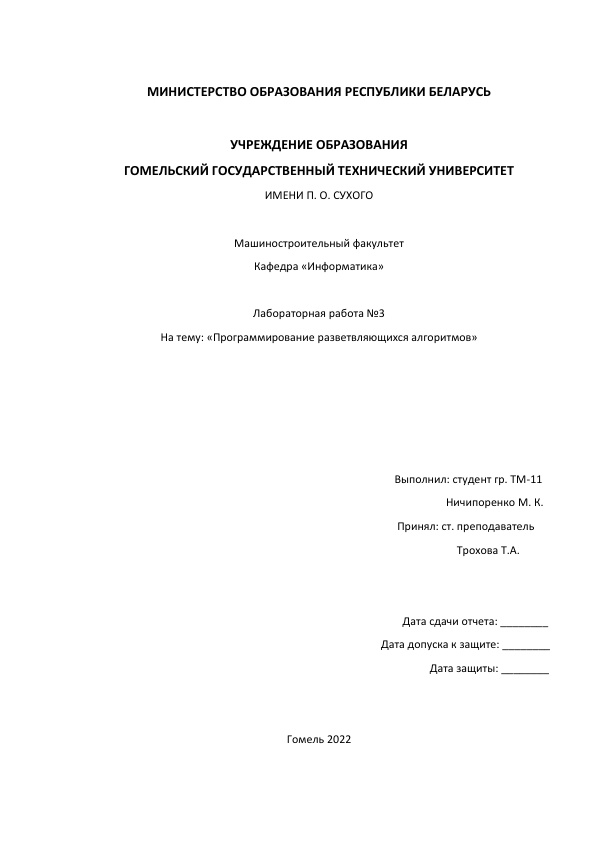 МИНИСТЕРСТВО ОБРАЗОВАНИЯ РЕСПУБЛИКИ БЕЛАРУСЬ
УЧРЕЖДЕНИЕ ОБРАЗОВАНИЯ
ГОМЕЛЬСКИЙ ГОСУДАРСТВЕННЫЙ ТЕХНИЧЕСКИЙ УНИВЕРСИТЕТ
ИМЕНИ П. О. СУХОГО
Машиностроительный факультет
Кафедра «Информатика»
Лабораторная работа №3
На тему: «Программирование разветвляющихся алгоритмов»
Выполнил: студент гр. ТМ-11
Ничипоренко М. К.
Принял: ст. преподаватель
Трохова Т.А.
Дата сдачи отчета: ________
Дата допуска к защите: ________
Дата защиты: ________
Гомель 2022